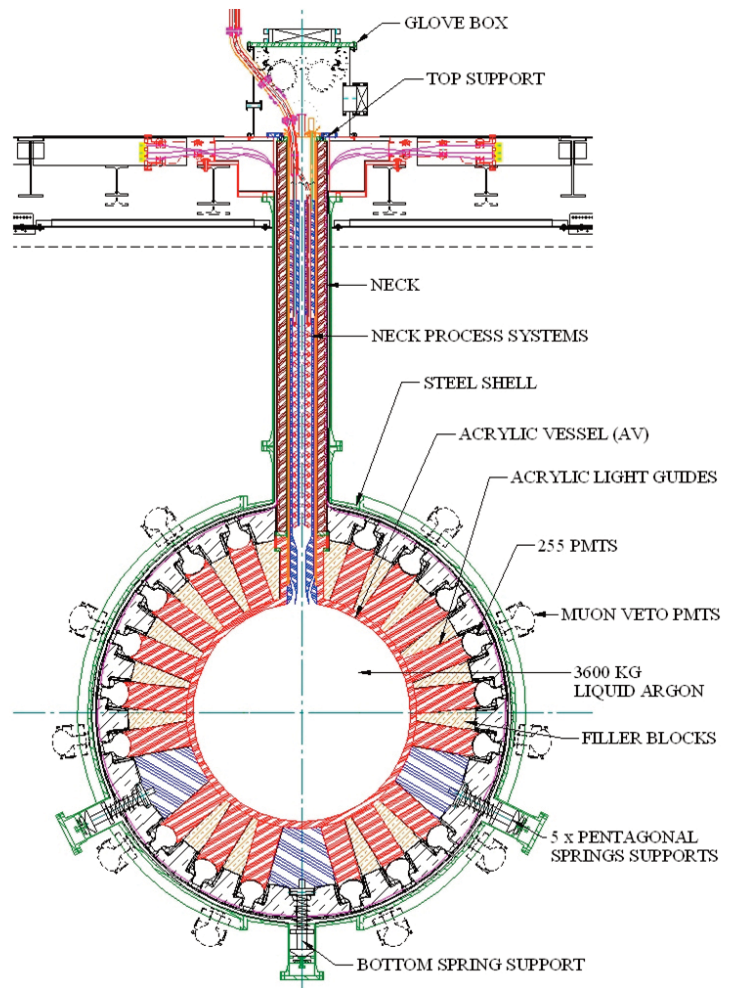 GLOVE BOX
TOP SUPPORT
NECK
NECK PROCESS SYSTEMS
STEEL SHELL
ACRYLIC VESSEL (AV)
ACRYLIC LIGHT GUIDES
255 PMTS
MUON VETO PMTS
3600 KG
LIQUID ARGON
FILLER BLOCKS
5 x PENTAGONAL
SPRINGS SUPPORTS
BOTTOM SPRING SUPPORT